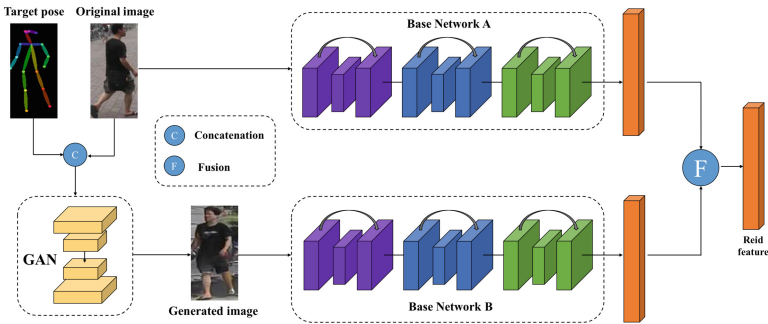 Target pose
Original image
Base Network A
C
Concatenation
F
Fusion
C
F
GAN
Generated image
Base Network B
Reid
feature